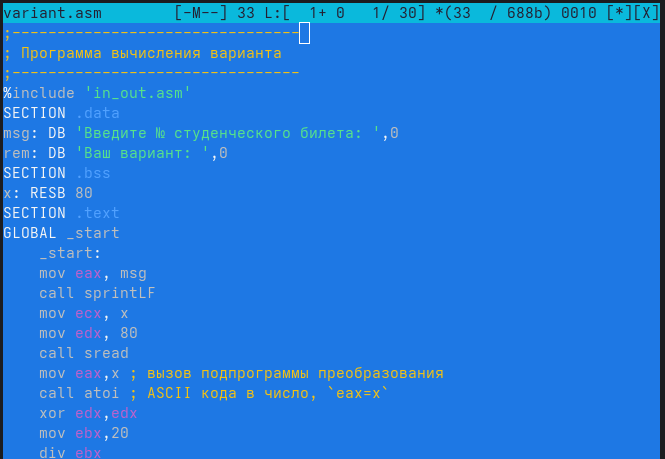 variant.asm        [-M--] 33 L:[  1+ 0   1/ 30] *(33  / 688b) 0010 [*][X]
;--------------------------------
; Программа вычисления варианта
;--------------------------------
%include 'in_out.asm'
SECTION .data
msg: DB 'Введите № студенческого билета: ',0
rem: DB 'Ваш вариант: ',0
SECTION .bss
x: RESB 80
SECTION .text
GLOBAL _start
    _start:
    mov eax, msg
    call sprintLF
    mov ecx, x
    mov edx, 80
    call sread
    mov eax,x ; вызов подпрограммы преобразования
    call atoi ; ASCII кода в число, `eax=x`
    xor edx,edx
    mov ebx,20
    div ebx